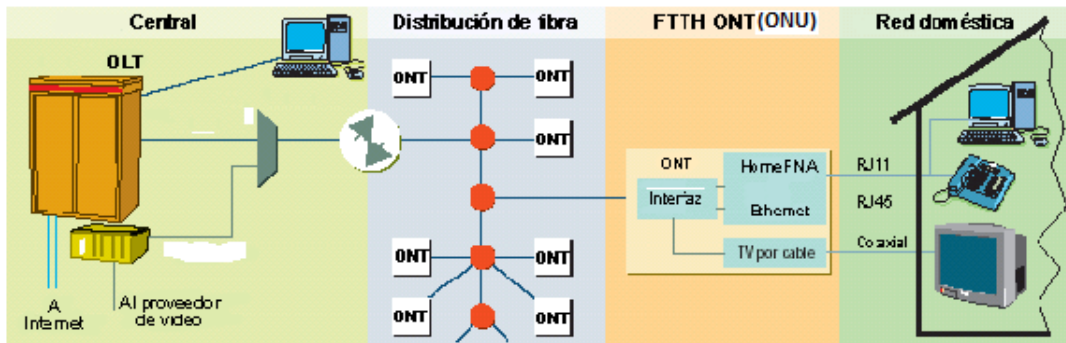 Central
Distribución de fibra
FTTH ONT (ONU)
Red doméstica
OLT
A
Internet
Al proveedor
de video
ONT
ONT
ONT
ONT
ONT
ONT
ONT
ONT
Interfaz
HomePNA
Ethernet
TV por cable
RJ11
RJ45
Coaxial